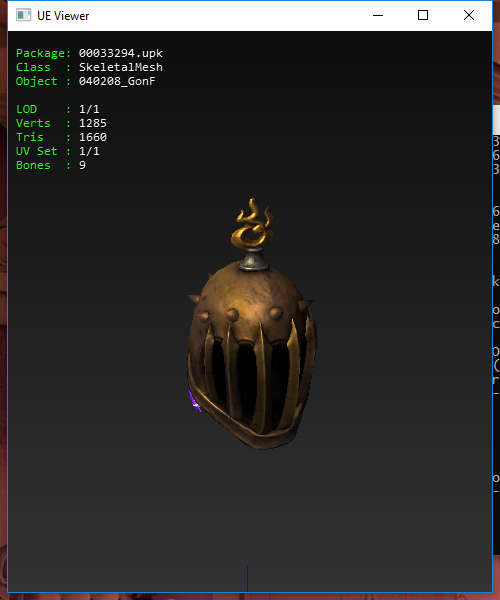 UE Viewer
Package: 00033294.upk
Class : SkeletalMesh
Object : 040208_GonF
LOD : 1/1
Verts : 1285
Tris : 1660
UV Set : 1/1
Bones : 9